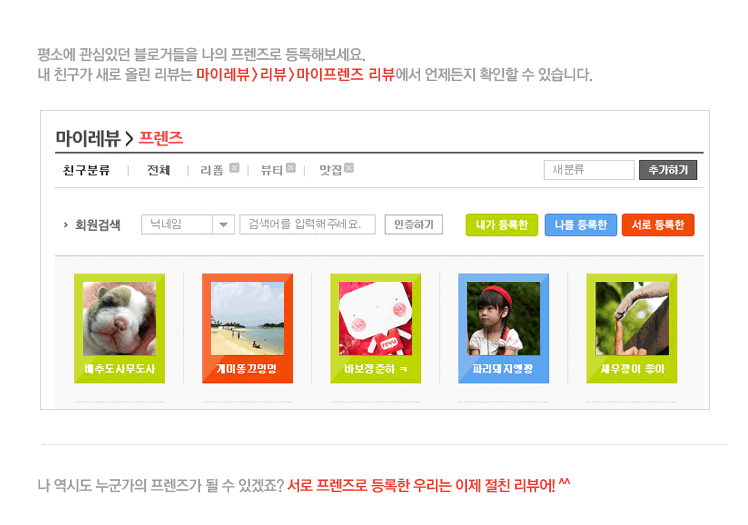 평소에 관심있던 블로거들을 나의 프렌즈로 등록해보세요.
내 친구가 새로 올린 리뷰는 마이레뷰>리뷰>마이프렌즈 리뷰에서 언제든지 확인할 수 있습니다.
마이레뷰 > 프렌즈
친구분류 | 전체 | 리폼 | 뷰티 | 맛집 새분류 추가하기
› 회원검색 닉네임 검색어를 입력해주세요. 인증하기 내가 등록한 나를 등록한 서로 등록한
배추도사무도사 개미똥끄멍멍 바보정준하 ㅋ 파리돼지앵꽝 새우깡이 좋아
나 역시도 누군가의 프렌즈가 될 수 있겠죠? 서로 프렌즈로 등록한 우리는 이제 절친 리뷰어! ^^